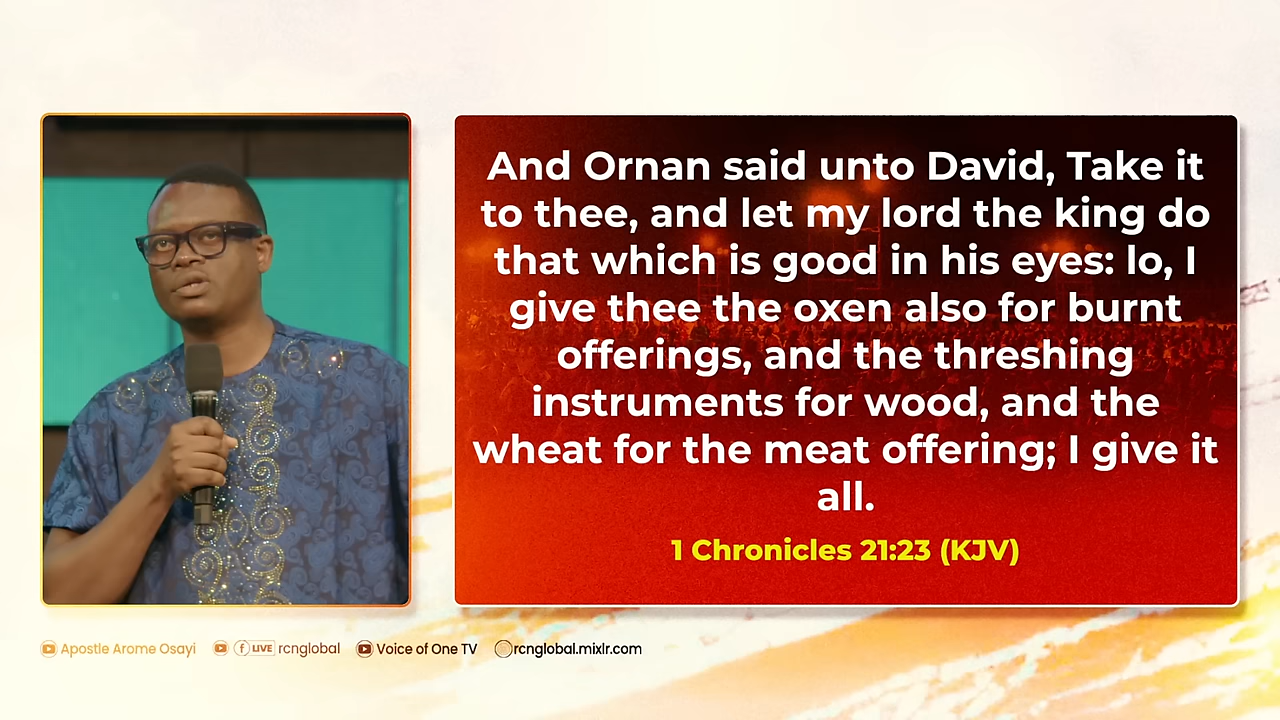 And Ornan said unto David, Take it
to thee, and let my lord the king do
that which is good in his eyes: lo, I
give thee the oxen also for burnt
offerings, and the threshing
instruments for wood, and the
wheat for the meat offering; I give it
all.
1 Chronicles 21:23 (KJV)
Apostle Arome Osayi f LIVE rcnglobal Voice of One TV rcnglobal.mixlr.com